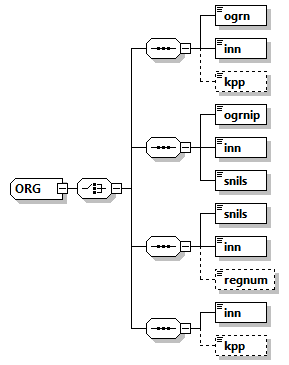 ogrn
inn
kpp
ogrnip
inn
ORG
snils
snils
inn
regnum
inn
kpp